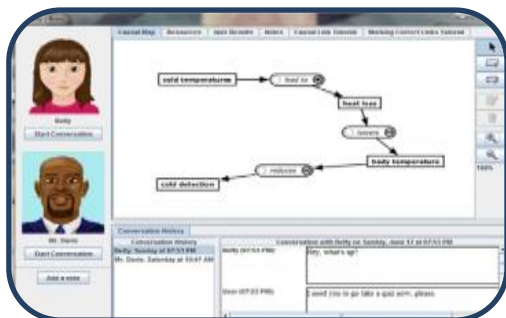 Causal Map Resources Quiz Results Notes Causal Link Tutorial Marking Correct Links Tutorial
Betty
Start Conversation
Mr. Davis
Start Conversation
Add a note
cold temperatures
lead to
heat loss
lowers
body temperature
reduces
cold detection
100%
Conversation History
Conversation History
Betty: Sunday at 07:53 PM
Mr. Davis: Saturday at 10:47 AM
Conversation with Betty on Sunday, June 17 at 07:53 PM
Betty (07:53 PM):
Hey, what's up?
User (07:53 PM):
I need you to go take a quiz now, please.